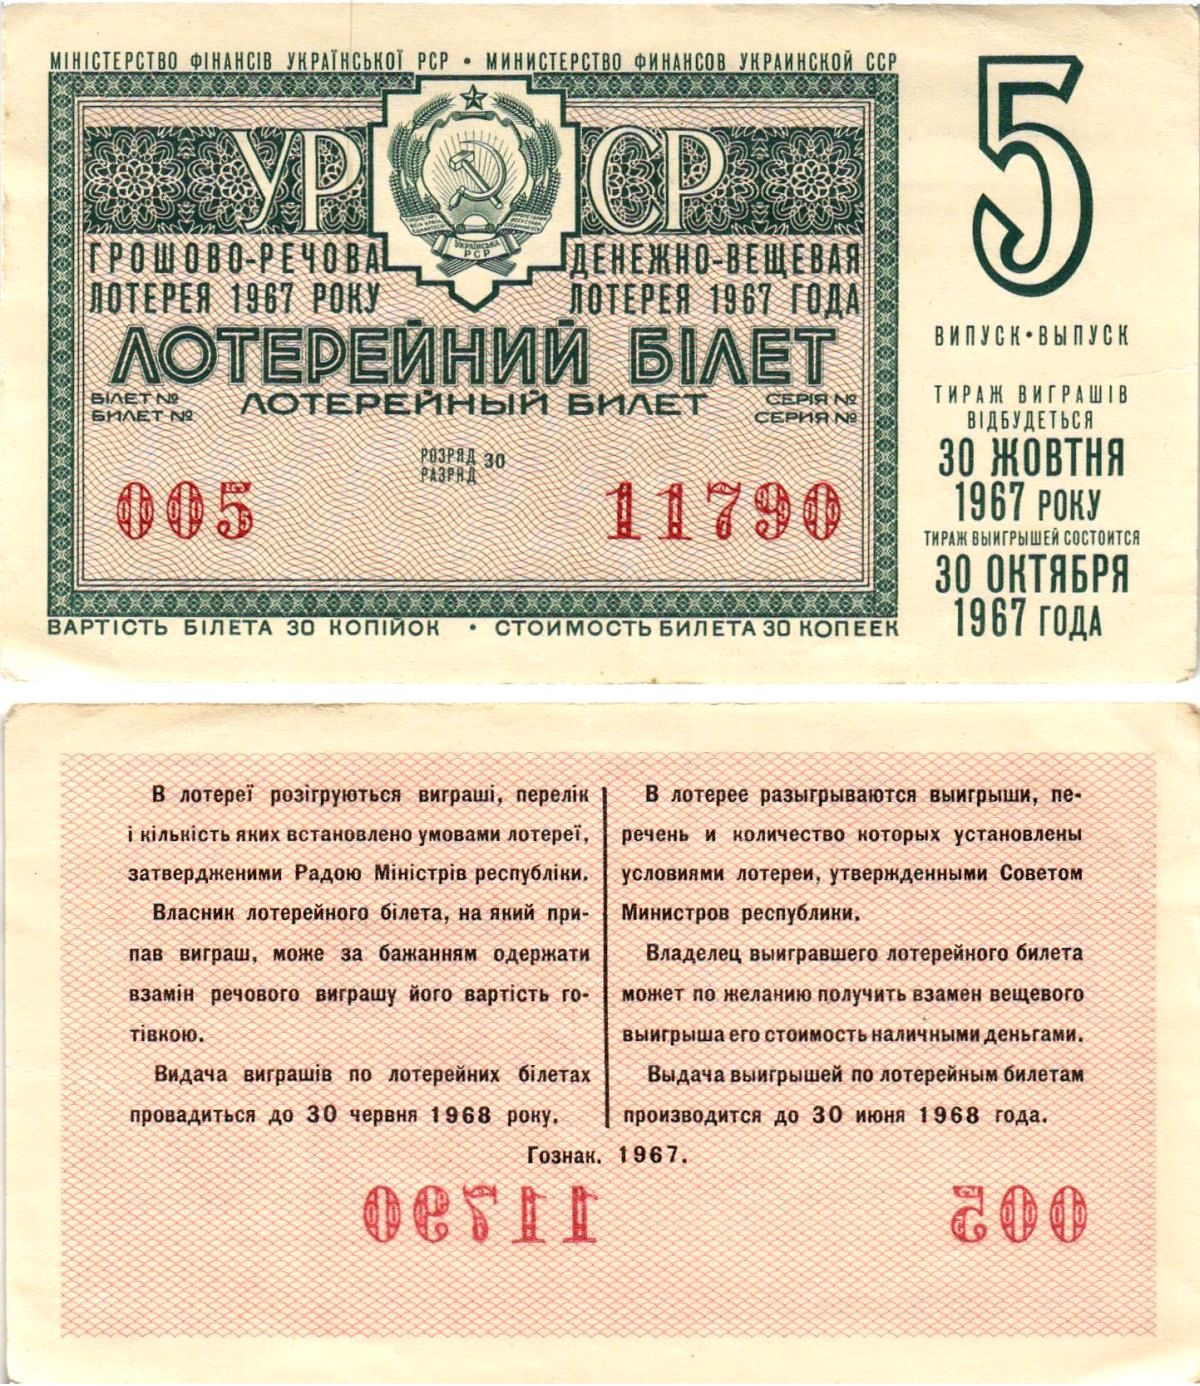 МІНІСТЕРСТВО ФІНАНСІВ УКРАЇНСЬКОЇ РСР • МИНИСТЕРСТВО ФИНАНСОВ УКРАИНСКОЙ ССР
УРСР
УКРАЇНСЬКА
РСР
ГРОШОВО-РЕЧОВА
ЛОТЕРЕЯ 1967 РОКУ
ДЕНЕЖНО-ВЕЩЕВАЯ
ЛОТЕРЕЯ 1967 ГОДА
ЛОТЕРЕЙНИЙ БІЛЕТ
ЛОТЕРЕЙНЫЙ БИЛЕТ
БІЛЕТ №
БИЛЕТ №
СЕРІЯ №
СЕРИЯ №
РОЗРЯД 30
РАЗРЯД
005
11790
ВАРТІСТЬ БІЛЕТА 30 КОПІЙОК • СТОИМОСТЬ БИЛЕТА 30 КОПЕЕК
5
ВИПУСК•ВЫПУСК
ТИРАЖ ВИГРАШІВ
ВІДБУДЕТЬСЯ
30 ЖОВТНЯ
1967 РОКУ
ТИРАЖ ВЫИГРЫШЕЙ СОСТОИТСЯ
30 ОКТЯБРЯ
1967 ГОДА
В лотереї розігруються виграші, перелік
і кількість яких встановлено умовами лотереї,
затвердженими Радою Міністрів республіки.
Власник лотерейного білета, на який при-
пав виграш, може за бажанням одержати
взамін речового виграшу його вартість го-
тівкою.
Видача виграшів по лотерейних білетах
провадиться до 30 червня 1968 року.
В лотерее разыгрываются выигрыши, пе-
речень и количество которых установлены
условиями лотереи, утвержденными Советом
Министров республики.
Владелец выигравшего лотерейного билета
может по желанию получить взамен вещевого
выигрыша его стоимость наличными деньгами.
Выдача выигрышей по лотерейным билетам
производится до 30 июня 1968 года.
Гознак. 1967.
11790
005